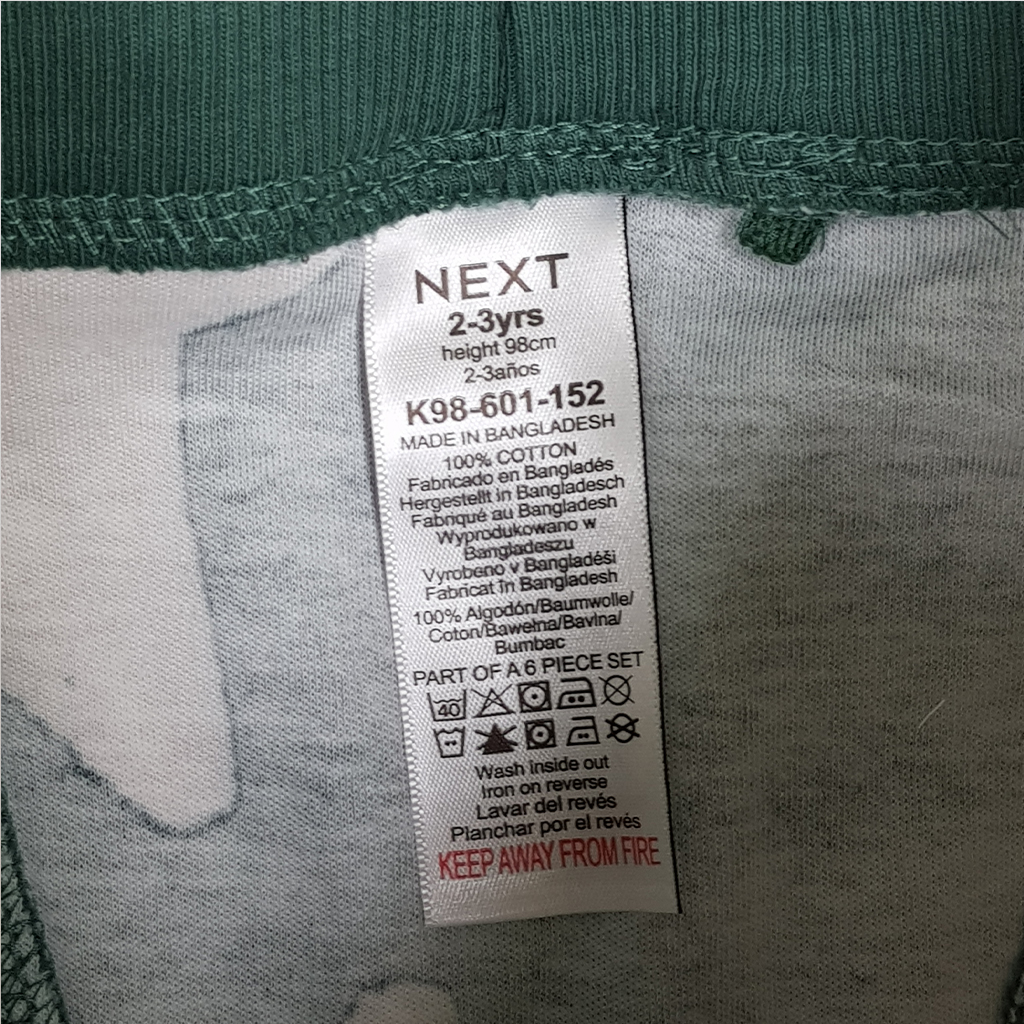 NEXT
2-3yrs
height 98cm
2-3años
K98-601-152
MADE IN BANGLADESH
100% COTTON
Fabricado en Bangladés
Hergestellt in Bangladesch
Fabriqué au Bangladesh
Wyprodukowano w
Bangladeszu
Vyrobeno v Bangladéši
Fabricat în Bangladesh
100% Algodón/Baumwolle/
Coton/Bawełna/Bavlna/
Bumbac
PART OF A 6 PIECE SET
40
Wash inside out
Iron on reverse
Lavar del revés
Planchar por el revés
KEEP AWAY FROM FIRE